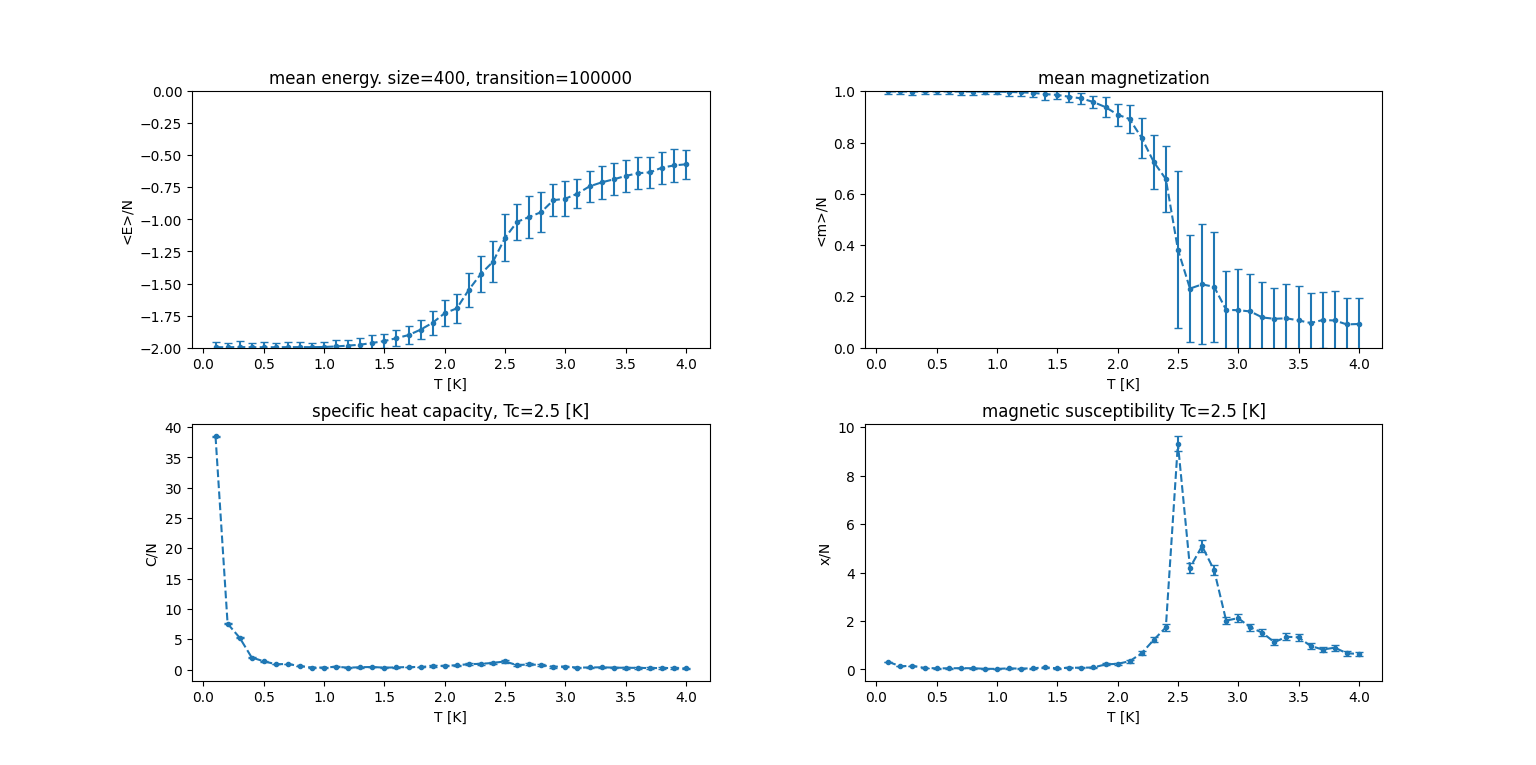 mean energy. size=400, transition=100000
<E>/N
0.00
−0.25
−0.50
−0.75
−1.00
−1.25
−1.50
−1.75
−2.00
0.0 0.5 1.0 1.5 2.0 2.5 3.0 3.5 4.0
T [K]
mean magnetization
<m>/N
1.0
0.8
0.6
0.4
0.2
0.0
0.0 0.5 1.0 1.5 2.0 2.5 3.0 3.5 4.0
T [K]
specific heat capacity, Tc=2.5 [K]
C/N
40
35
30
25
20
15
10
5
0
0.0 0.5 1.0 1.5 2.0 2.5 3.0 3.5 4.0
T [K]
magnetic susceptibility Tc=2.5 [K]
x/N
10
8
6
4
2
0
0.0 0.5 1.0 1.5 2.0 2.5 3.0 3.5 4.0
T [K]